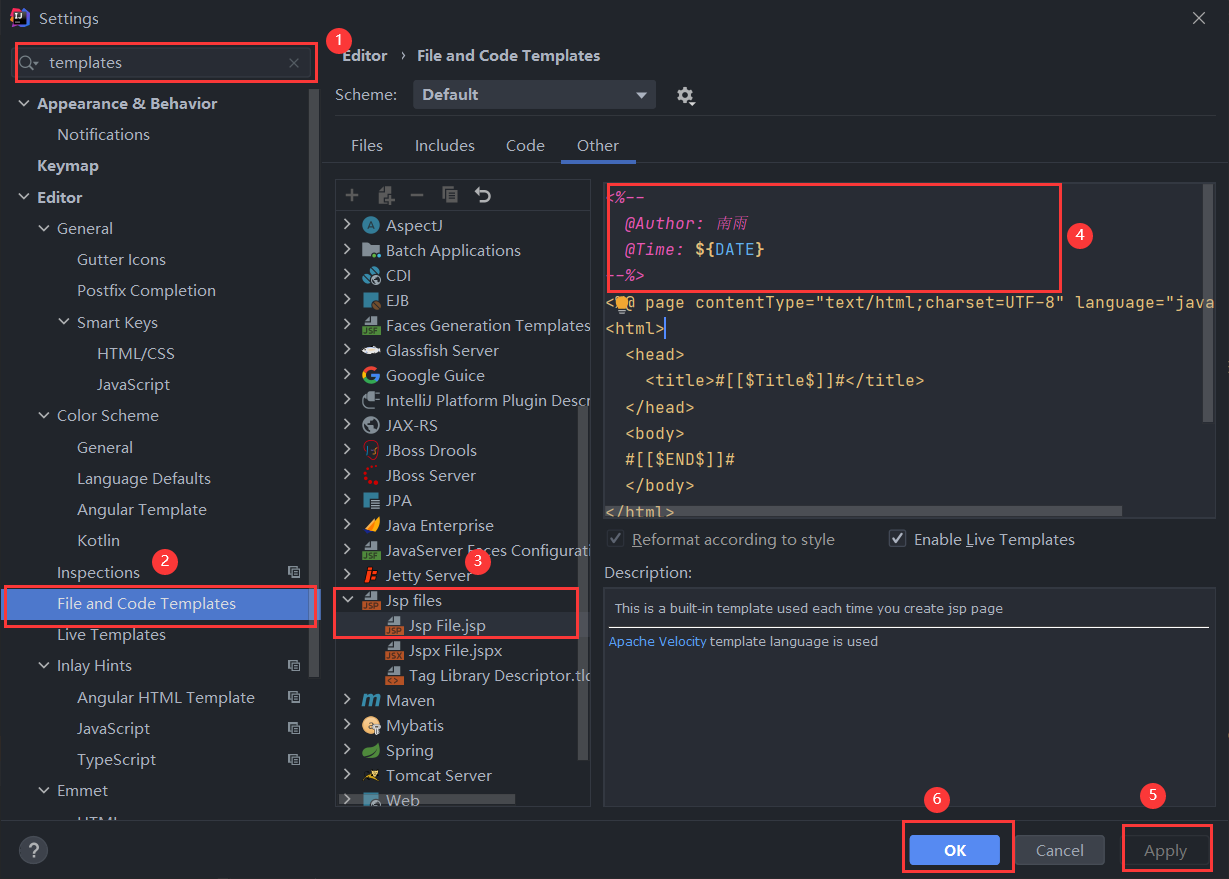 Settings
templates
1
Appearance & Behavior
Notifications
Keymap
Editor
General
Gutter Icons
Postfix Completion
Smart Keys
HTML/CSS
JavaScript
Color Scheme
General
Language Defaults
Angular Template
Kotlin
Inspections
2
File and Code Templates
Live Templates
Inlay Hints
Angular HTML Template
JavaScript
TypeScript
Emmet
HTML
Editor › File and Code Templates
Scheme: Default
Files Includes Code Other
AspectJ
Batch Applications
CDI
EJB
Faces Generation Templates
Glassfish Server
Google Guice
IntelliJ Platform Plugin Descr
JAX-RS
JBoss Drools
JBoss Server
JPA
Java Enterprise
JavaServer Faces Configurati
Jetty Server
3
Jsp files
Jsp File.jsp
Jspx File.jspx
Tag Library Descriptor.tld
Maven
Mybatis
Spring
Tomcat Server
Web
<%--
@Author: 南雨
@Time: ${DATE}
--%>
4
<%@ page contentType="text/html;charset=UTF-8" language="java
<html>
<head>
<title>#[[$Title$]]#</title>
</head>
<body>
#[[$END$]]#
</body>
</html>
Reformat according to style
Enable Live Templates
Description:
This is a built-in template used each time you create jsp page
Apache Velocity template language is used
6
5
?
OK
Cancel
Apply